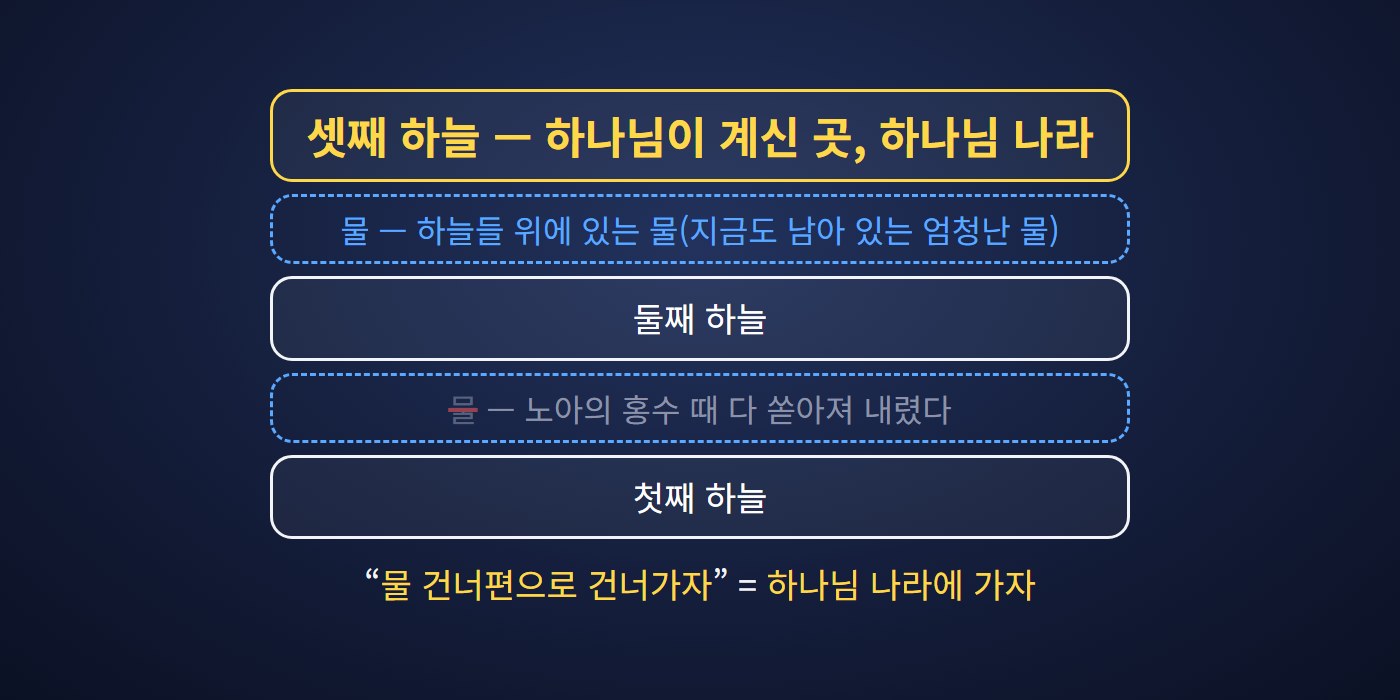 셋째 하늘 — 하나님이 계신 곳, 하나님 나라
물 — 하늘들 위에 있는 물(지금도 남아 있는 엄청난 물)
둘째 하늘
물 — 노아의 홍수 때 다 쏟아져 내렸다
첫째 하늘
“물 건너편으로 건너가자” = 하나님 나라에 가자